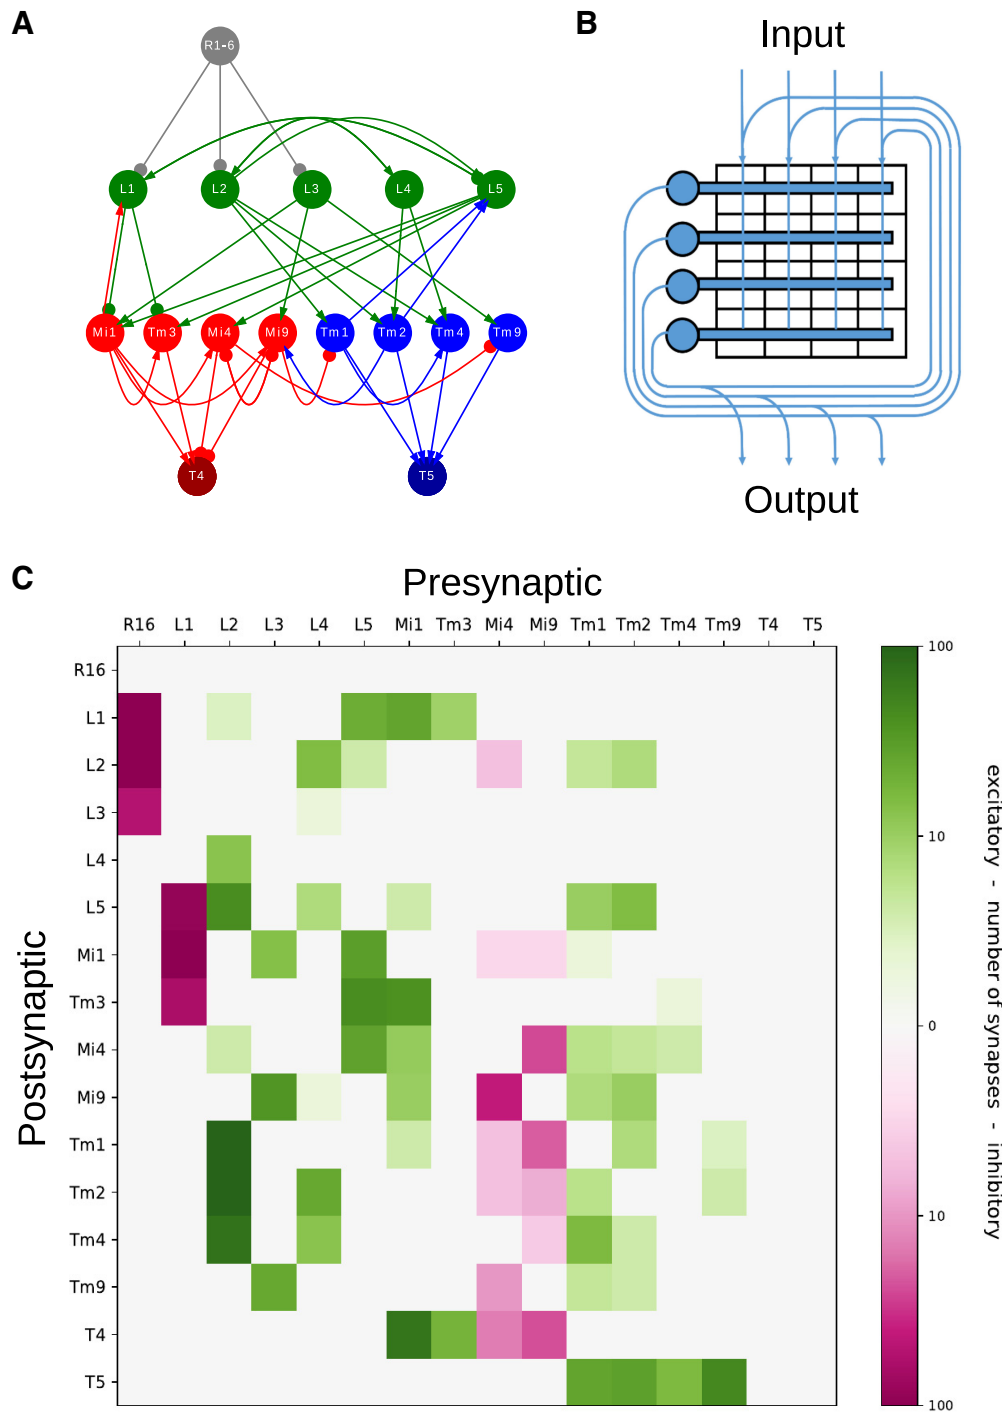 A
R1-6
L1 L2 L3 L4 L5
Mi1 Tm3 Mi4 Mi9 Tm1 Tm2 Tm4 Tm9
T4 T5
B
Input
Output
C
Presynaptic
R16 L1 L2 L3 L4 L5 Mi1 Tm3 Mi4 Mi9 Tm1 Tm2 Tm4 Tm9 T4 T5
Postsynaptic
R16
L1
L2
L3
L4
L5
Mi1
Tm3
Mi4
Mi9
Tm1
Tm2
Tm4
Tm9
T4
T5
100
10
0
10
100
excitatory - number of synapses - inhibitory